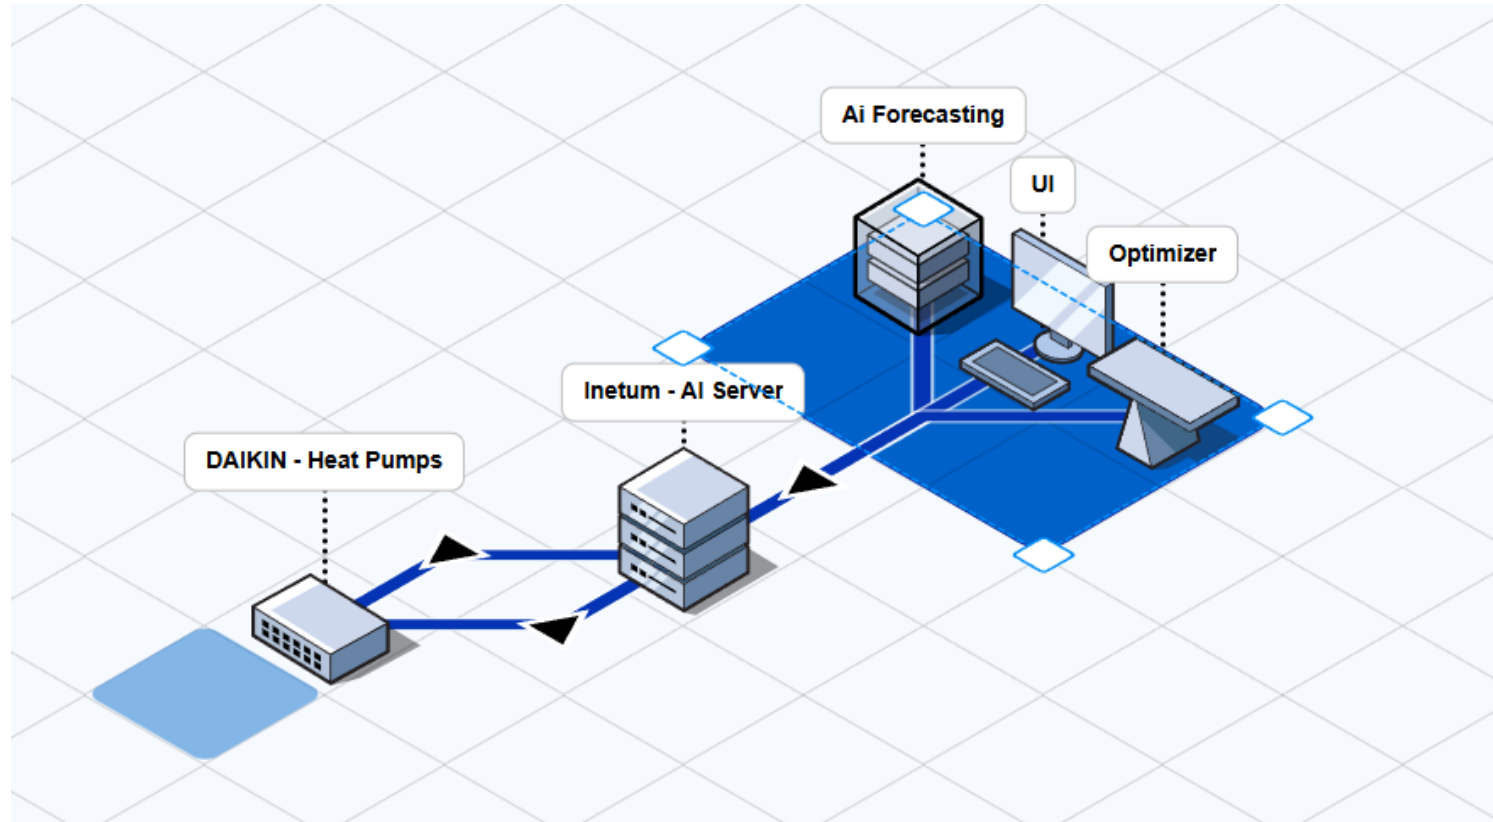 Ai Forecasting
UI
Optimizer
Inetum - AI Server
DAIKIN - Heat Pumps